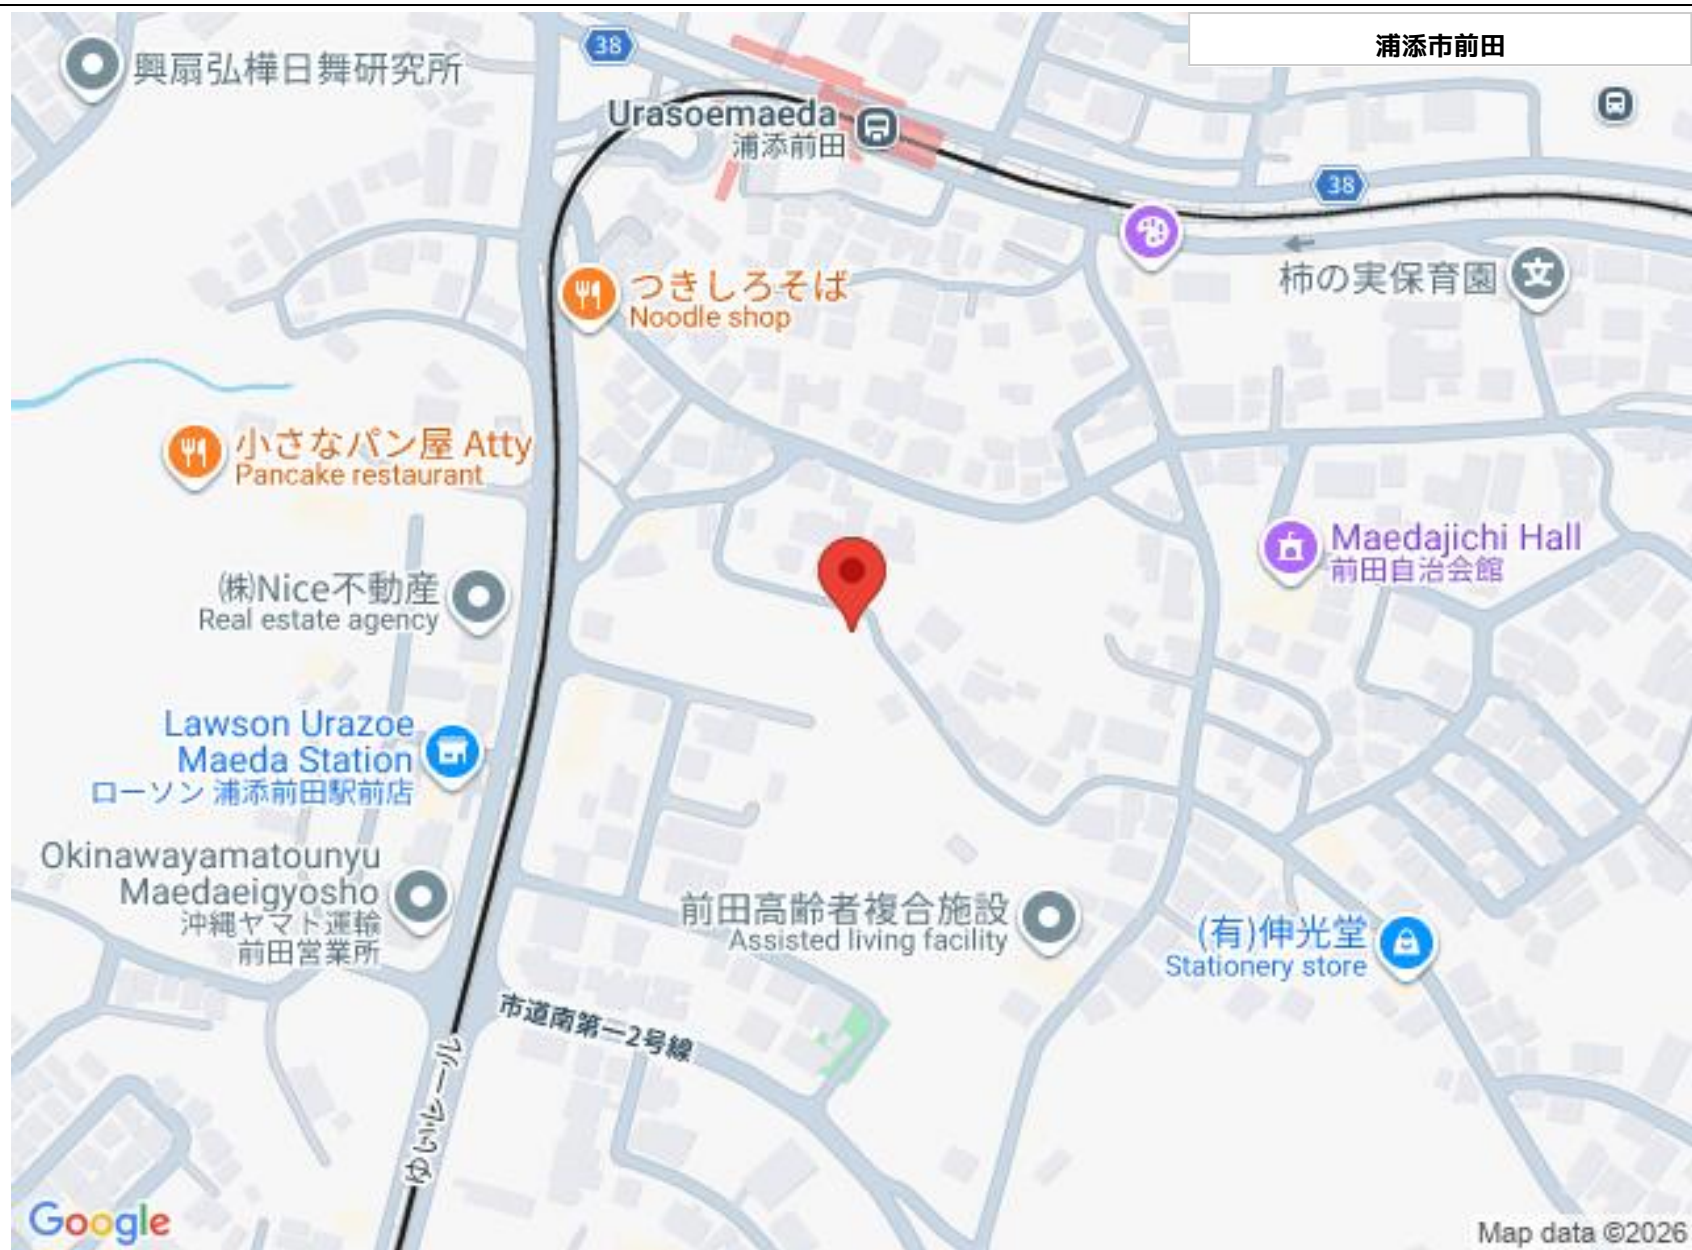 浦添市前田
38
興扇弘樺日舞研究所
Urasoemaeda
浦添前田
38
つきしろそば
Noodle shop
柿の実保育園
小さなパン屋 Atty
Pancake restaurant
Maedajichi Hall
前田自治会館
㈱Nice不動産
Real estate agency
Lawson Urazoe
Maeda Station
ローソン 浦添前田駅前店
Okinawayamatounyu
Maedaeigyosho
沖縄ヤマト運輸
前田営業所
前田高齢者複合施設
Assisted living facility
(有)伸光堂
Stationery store
市道南第一2号線
ゆいレール
Google
Map data ©2026
文